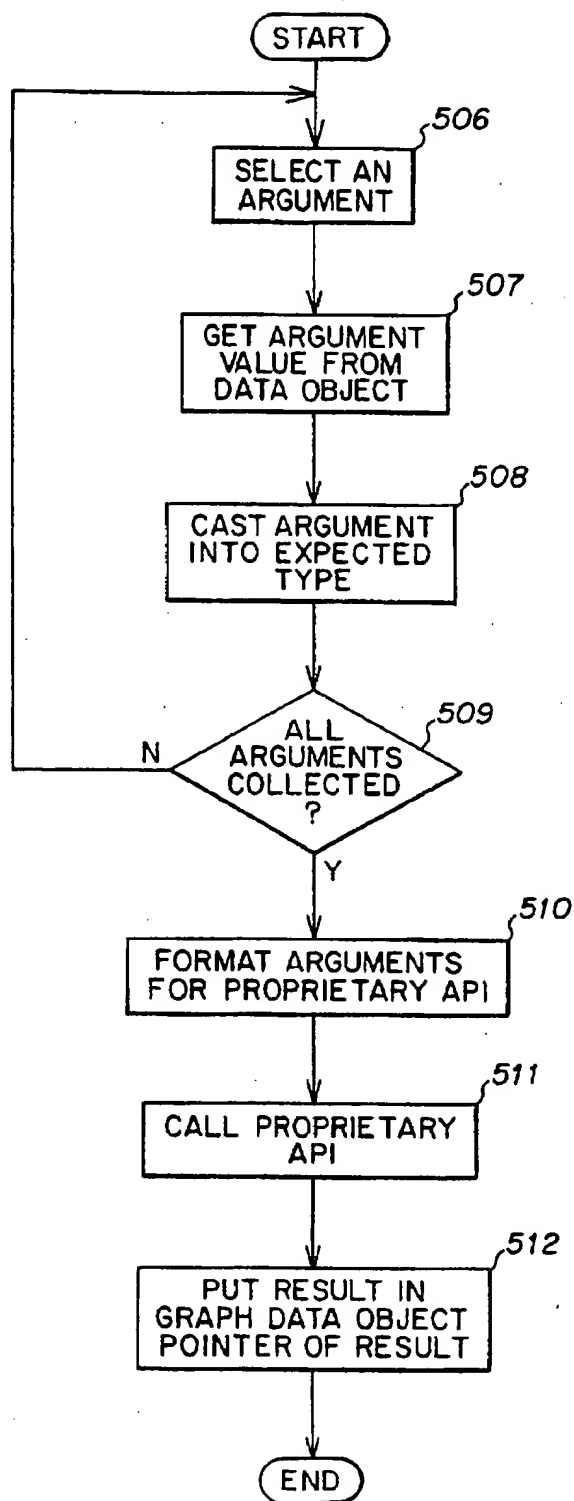 START
506
SELECT AN
ARGUMENT
507
GET ARGUMENT
VALUE FROM
DATA OBJECT
508
CAST ARGUMENT
INTO EXPECTED
TYPE
509
ALL
ARGUMENTS
N
COLLECTED
?
Y
510
FORMAT ARGUMENTS
FOR PROPRIETARY API
511
CALL PROPRIETARY
API
512
PUT RESULT IN
GRAPH DATA OBJECT
POINTER OF RESULT
END